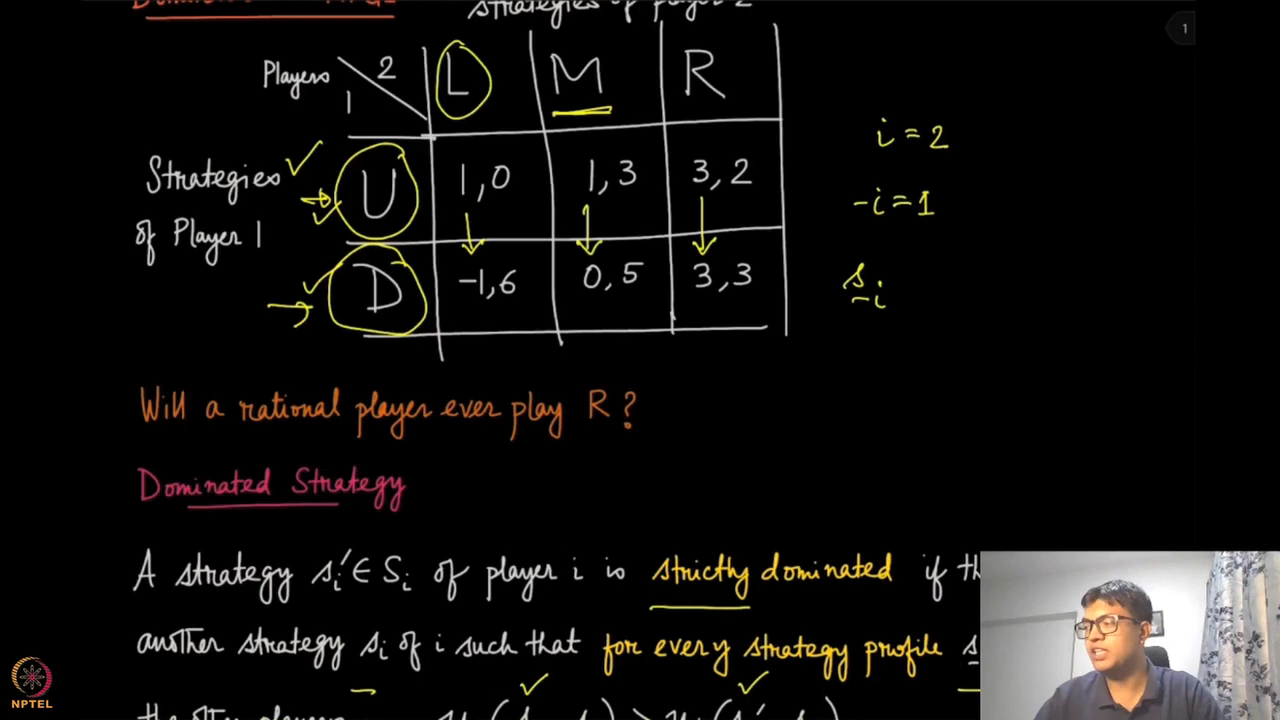 strategies of player 2
Players 1 2 L M R
Strategies of Player 1
U 1,0 1,3 3,2
D -1,6 0,5 3,3
i = 2
-i = 1
s-i
1
Will a rational player ever play R?
Dominated Strategy
A strategy si' ∈ Si of player i is strictly dominated if
another strategy si of i such that for every strategy profile
NPTEL